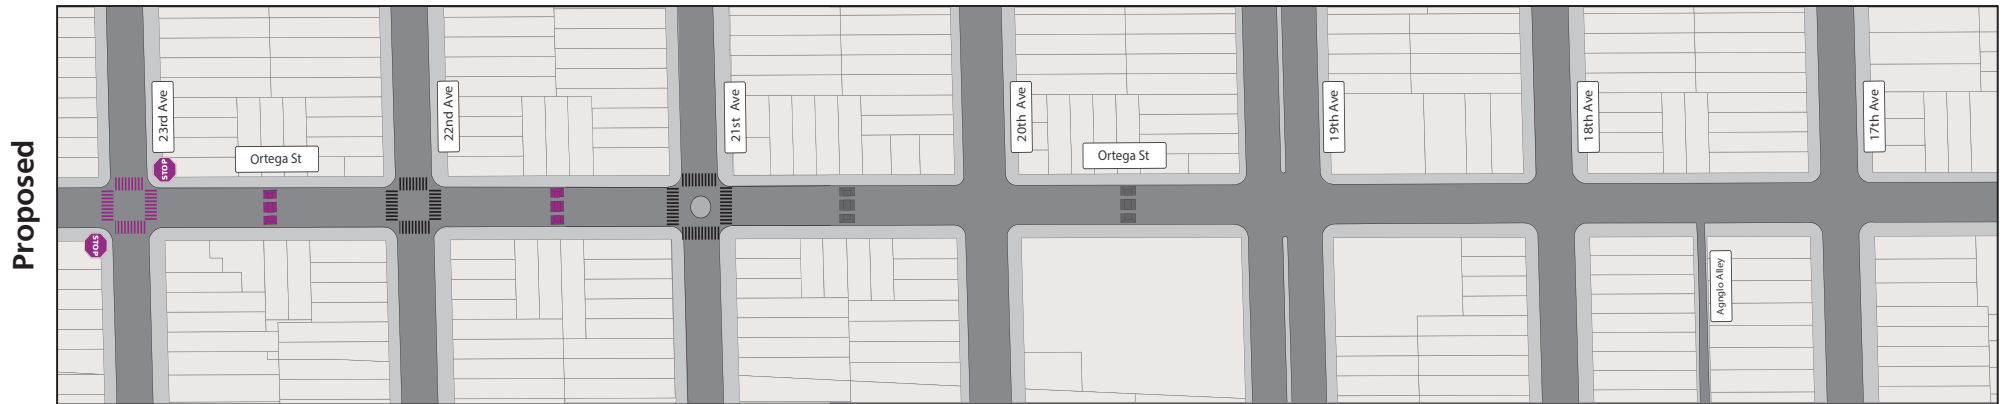 Proposed
23rd Ave
22nd Ave
21st Ave
20th Ave
19th Ave
18th Ave
17th Ave
Ortega St
Ortega St
STOP
STOP
Agnglo Alley